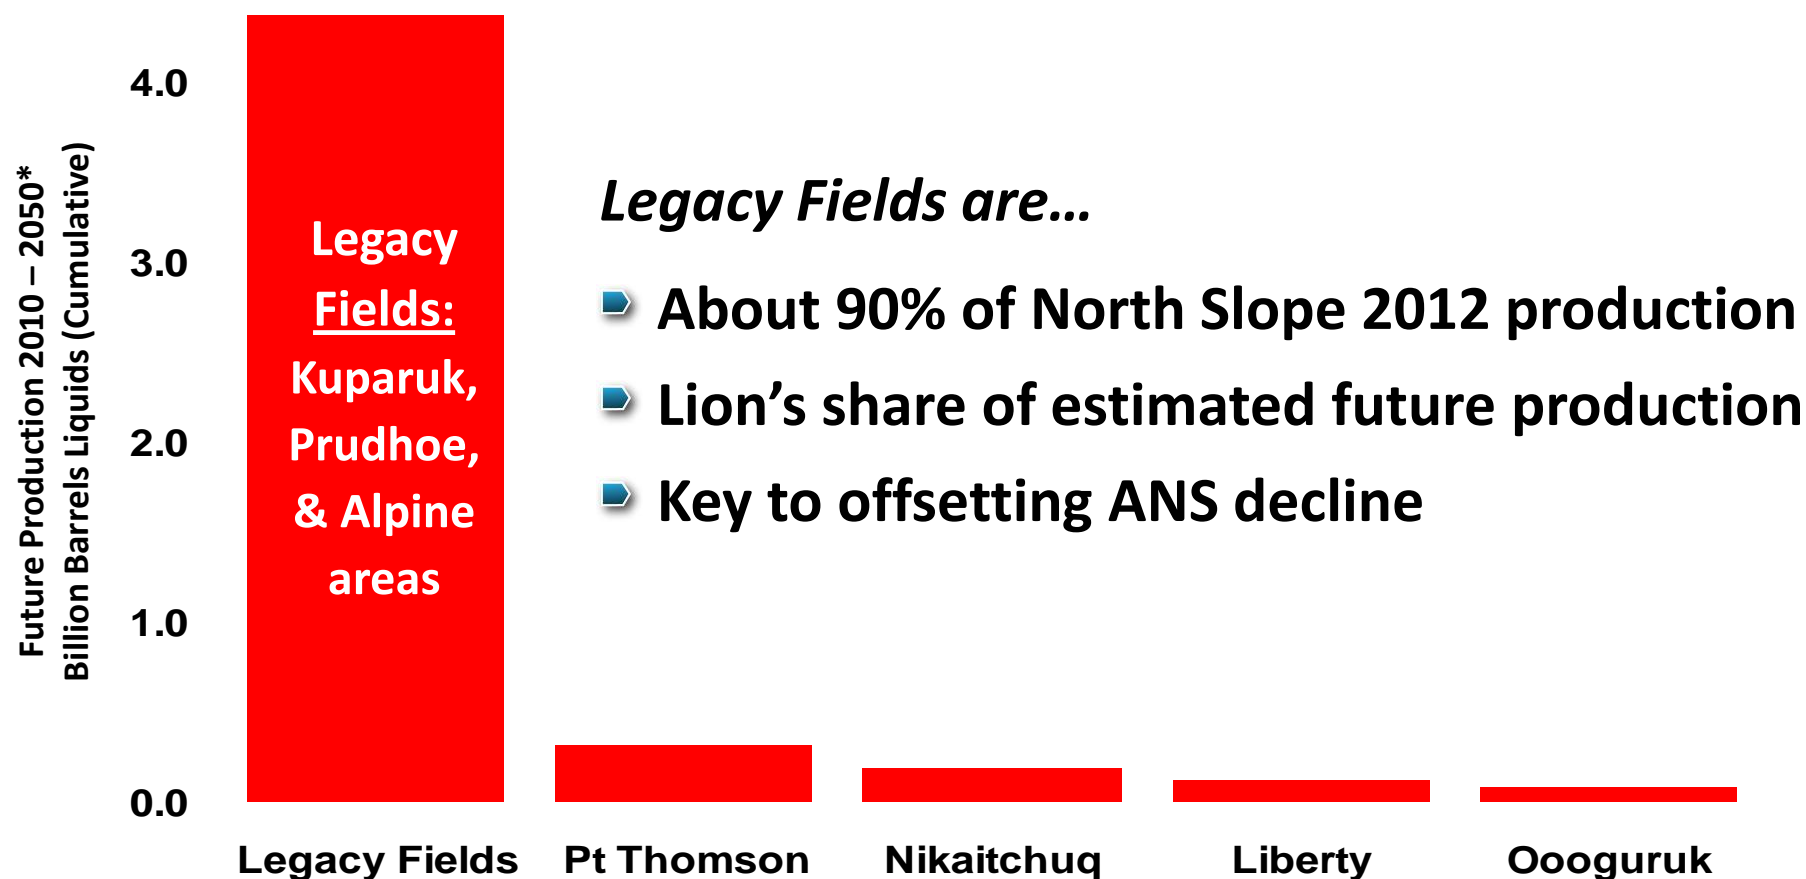 Future Production 2010 – 2050*
Billion Barrels Liquids (Cumulative)
4.0
3.0
2.0
1.0
0.0
Legacy
Fields:
Kuparuk,
Prudhoe,
& Alpine
areas
Legacy Fields are…
About 90% of North Slope 2012 production
Lion’s share of estimated future production
Key to offsetting ANS decline
Legacy Fields
Pt Thomson
Nikaitchuq
Liberty
Oooguruk